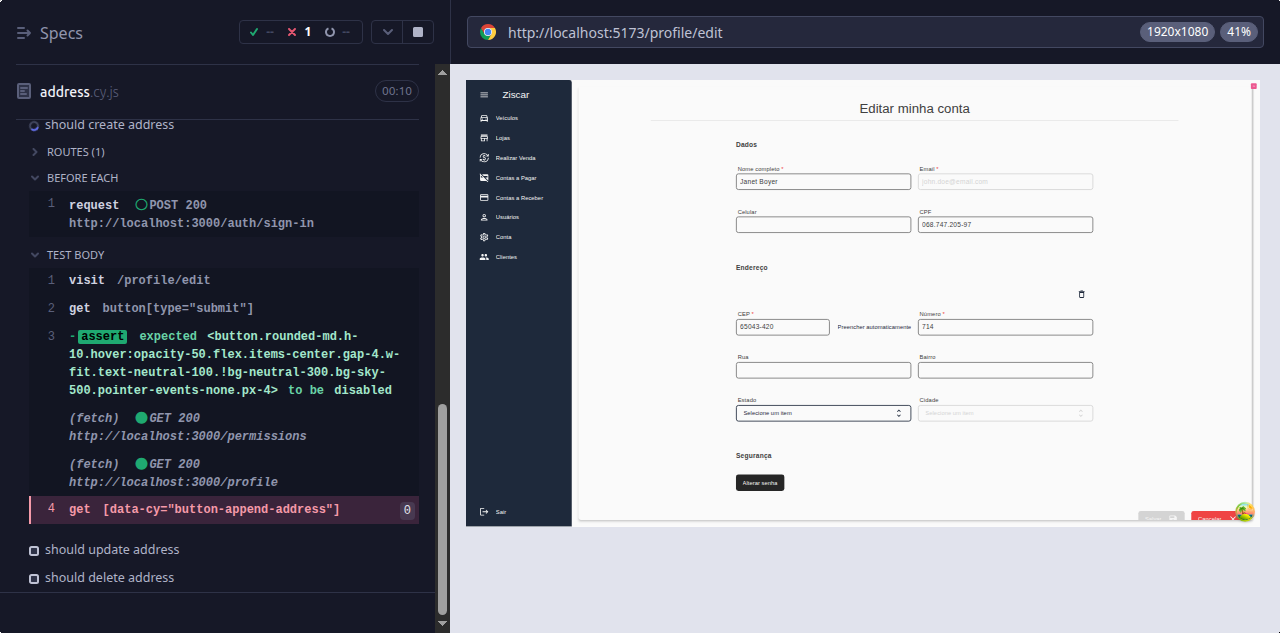 Specs
-- 1 --
address.cy.js 00:10
should create address
ROUTES (1)
BEFORE EACH
1 request POST 200
http://localhost:3000/auth/sign-in
TEST BODY
1 visit /profile/edit
2 get button[type="submit"]
3 -assert expected <button.rounded-md.h-
10.hover:opacity-50.flex.items-center.gap-4.w-
fit.text-neutral-100.!bg-neutral-300.bg-sky-
500.pointer-events-none.px-4> to be disabled
(fetch) GET 200
http://localhost:3000/permissions
(fetch) GET 200
http://localhost:3000/profile
4 get [data-cy="button-append-address"] 0
should update address
should delete address
http://localhost:5173/profile/edit 1920x1080 41%
Ziscar
Veículos
Lojas
Realizar Venda
Contas a Pagar
Contas a Receber
Usuários
Conta
Clientes
Sair
Editar minha conta
Dados
Nome completo * Email *
Janet Boyer john.doe@email.com
Celular CPF
068.747.205-97
Endereço
CEP * Número *
65043-420 Preencher automaticamente 714
Rua Bairro
Estado Cidade
Selecione um item Selecione um item
Segurança
Alterar senha
Cancelar